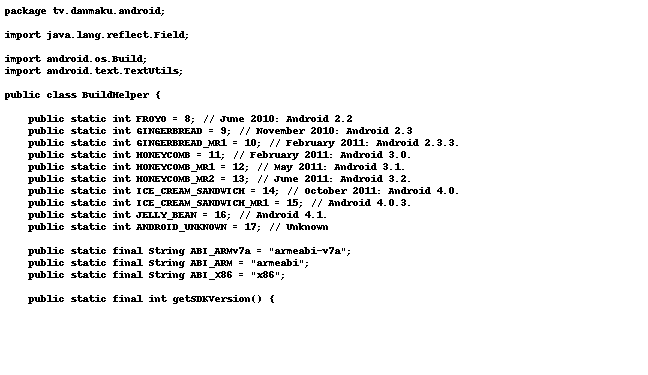 package tv.danmaku.android;

import java.lang.reflect.Field;

import android.os.Build;
import android.text.TextUtils;

public class BuildHelper {

    public static int FROYO = 8; // June 2010: Android 2.2
    public static int GINGERBREAD = 9; // November 2010: Android 2.3
    public static int GINGERBREAD_MR1 = 10; // February 2011: Android 2.3.3.
    public static int HONEYCOMB = 11; // February 2011: Android 3.0.
    public static int HONEYCOMB_MR1 = 12; // May 2011: Android 3.1.
    public static int HONEYCOMB_MR2 = 13; // June 2011: Android 3.2.
    public static int ICE_CREAM_SANDWICH = 14; // October 2011: Android 4.0.
    public static int ICE_CREAM_SANDWICH_MR1 = 15; // Android 4.0.3.
    public static int JELLY_BEAN = 16; // Android 4.1.
    public static int ANDROID_UNKNOWN = 17; // Unknown

    public static final String ABI_ARMv7a = "armeabi-v7a";
    public static final String ABI_ARM = "armeabi";
    public static final String ABI_X86 = "x86";

    public static final int getSDKVersion() {